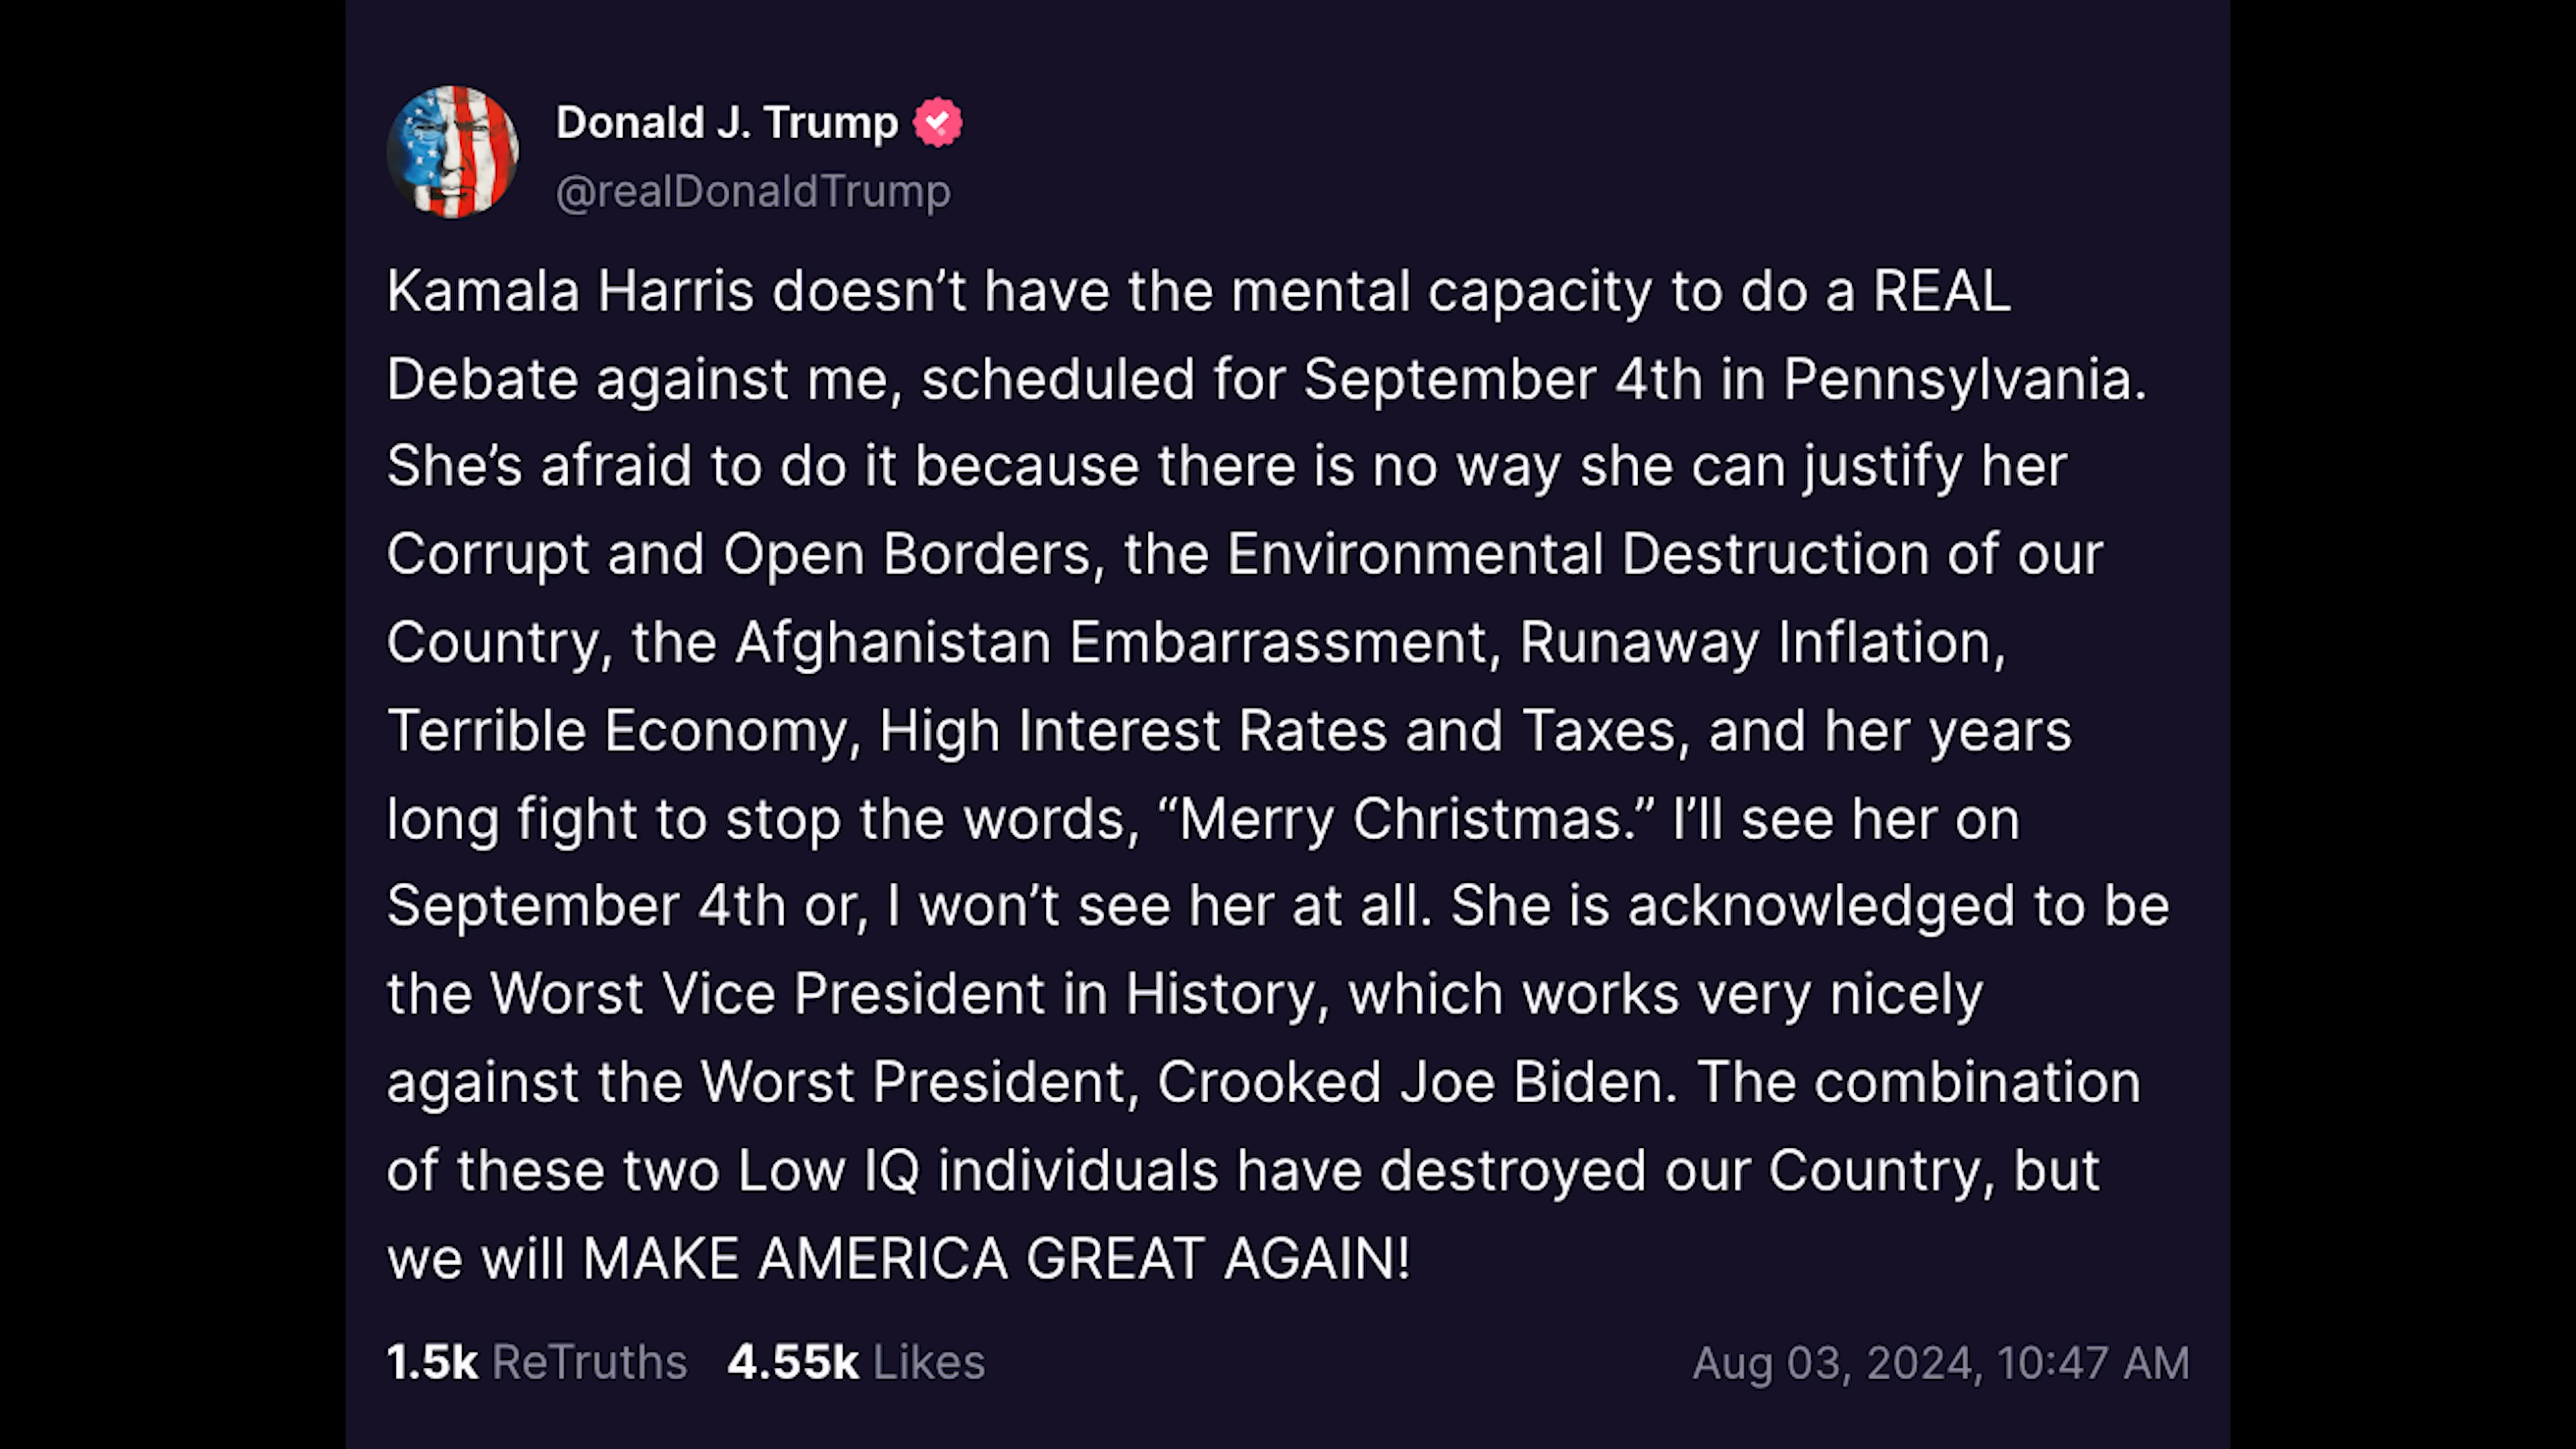 Donald J. Trump
@realDonaldTrump
Kamala Harris doesn’t have the mental capacity to do a REAL
Debate against me, scheduled for September 4th in Pennsylvania.
She’s afraid to do it because there is no way she can justify her
Corrupt and Open Borders, the Environmental Destruction of our
Country, the Afghanistan Embarrassment, Runaway Inflation,
Terrible Economy, High Interest Rates and Taxes, and her years
long fight to stop the words, “Merry Christmas.” I’ll see her on
September 4th or, I won’t see her at all. She is acknowledged to be
the Worst Vice President in History, which works very nicely
against the Worst President, Crooked Joe Biden. The combination
of these two Low IQ individuals have destroyed our Country, but
we will MAKE AMERICA GREAT AGAIN!
1.5k ReTruths 4.55k Likes Aug 03, 2024, 10:47 AM